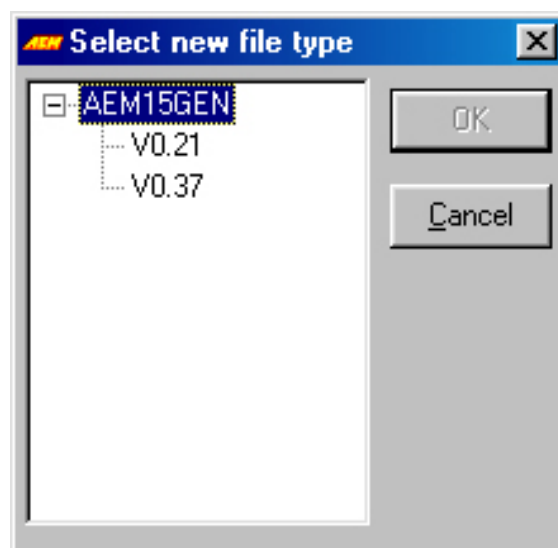 AEM Select new file type
AEM15GEN
V0.21
V0.37
OK
Cancel